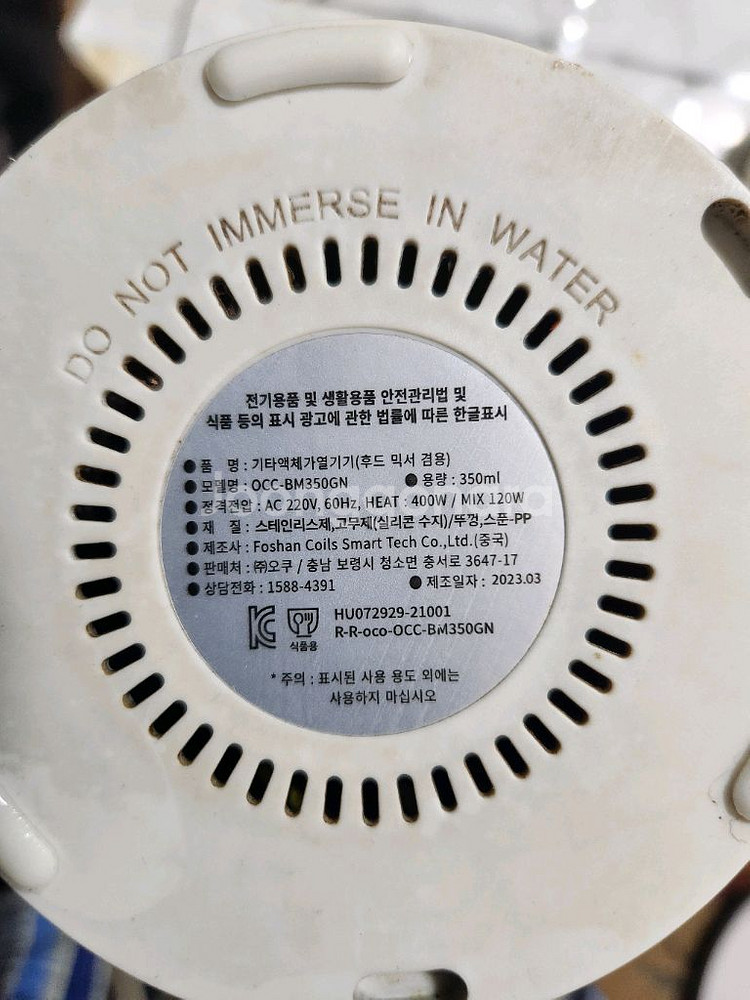 DO NOT IMMERSE IN WATER
전기용품 및 생활용품 안전관리법 및
식품 등의 표시 광고에 관한 법률에 따른 한글표시
● 품 명 : 기타액체가열기기(후드 믹서 겸용)
● 모델명 : OCC-BM350GN ● 용량 : 350ml
● 정격전압 : AC 220V, 60Hz, HEAT : 400W / MIX 120W
● 재 질 : 스테인리스제,고무제(실리콘 수지)/뚜껑,스푼-PP
● 제조사 : Foshan Coils Smart Tech Co.,Ltd.(중국)
● 판매처 : ㈜오쿠 / 충남 보령시 청소면 충서로 3647-17
● 상담전화 : 1588-4391 ● 제조일자 : 2023.03
HU072929-21001
R-R-oco-OCC-BM350GN
식품용
* 주의 : 표시된 사용 용도 외에는
사용하지 마십시오